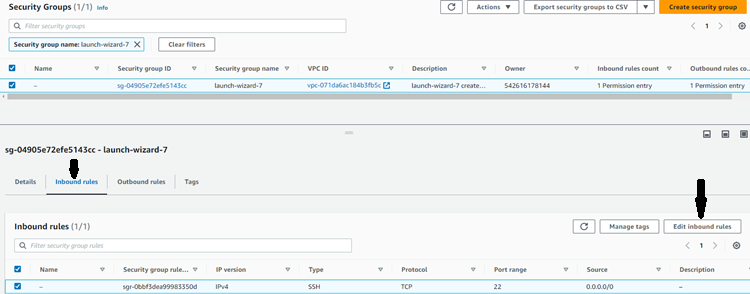 Security Groups (1/1) Info
Actions
Export security groups to CSV
Create security group
Filter security groups
1
Security group name: launch-wizard-7
Clear filters
Name Security group ID Security group name VPC ID Description Owner Inbound rules count Outbound rules co...
– sg-04905e72efe5143cc launch-wizard-7 vpc-071da6ac184b3fb5c launch-wizard-7 create... 542616178144 1 Permission entry 1 Permission entry
sg-04905e72efe5143cc - launch-wizard-7
Details Inbound rules Outbound rules Tags
Inbound rules (1/1)
Manage tags
Edit inbound rules
Filter security group rules
1
Name Security group rule... IP version Type Protocol Port range Source Description
– sgr-0bbf3dea99983350d IPv4 SSH TCP 22 0.0.0.0/0 –